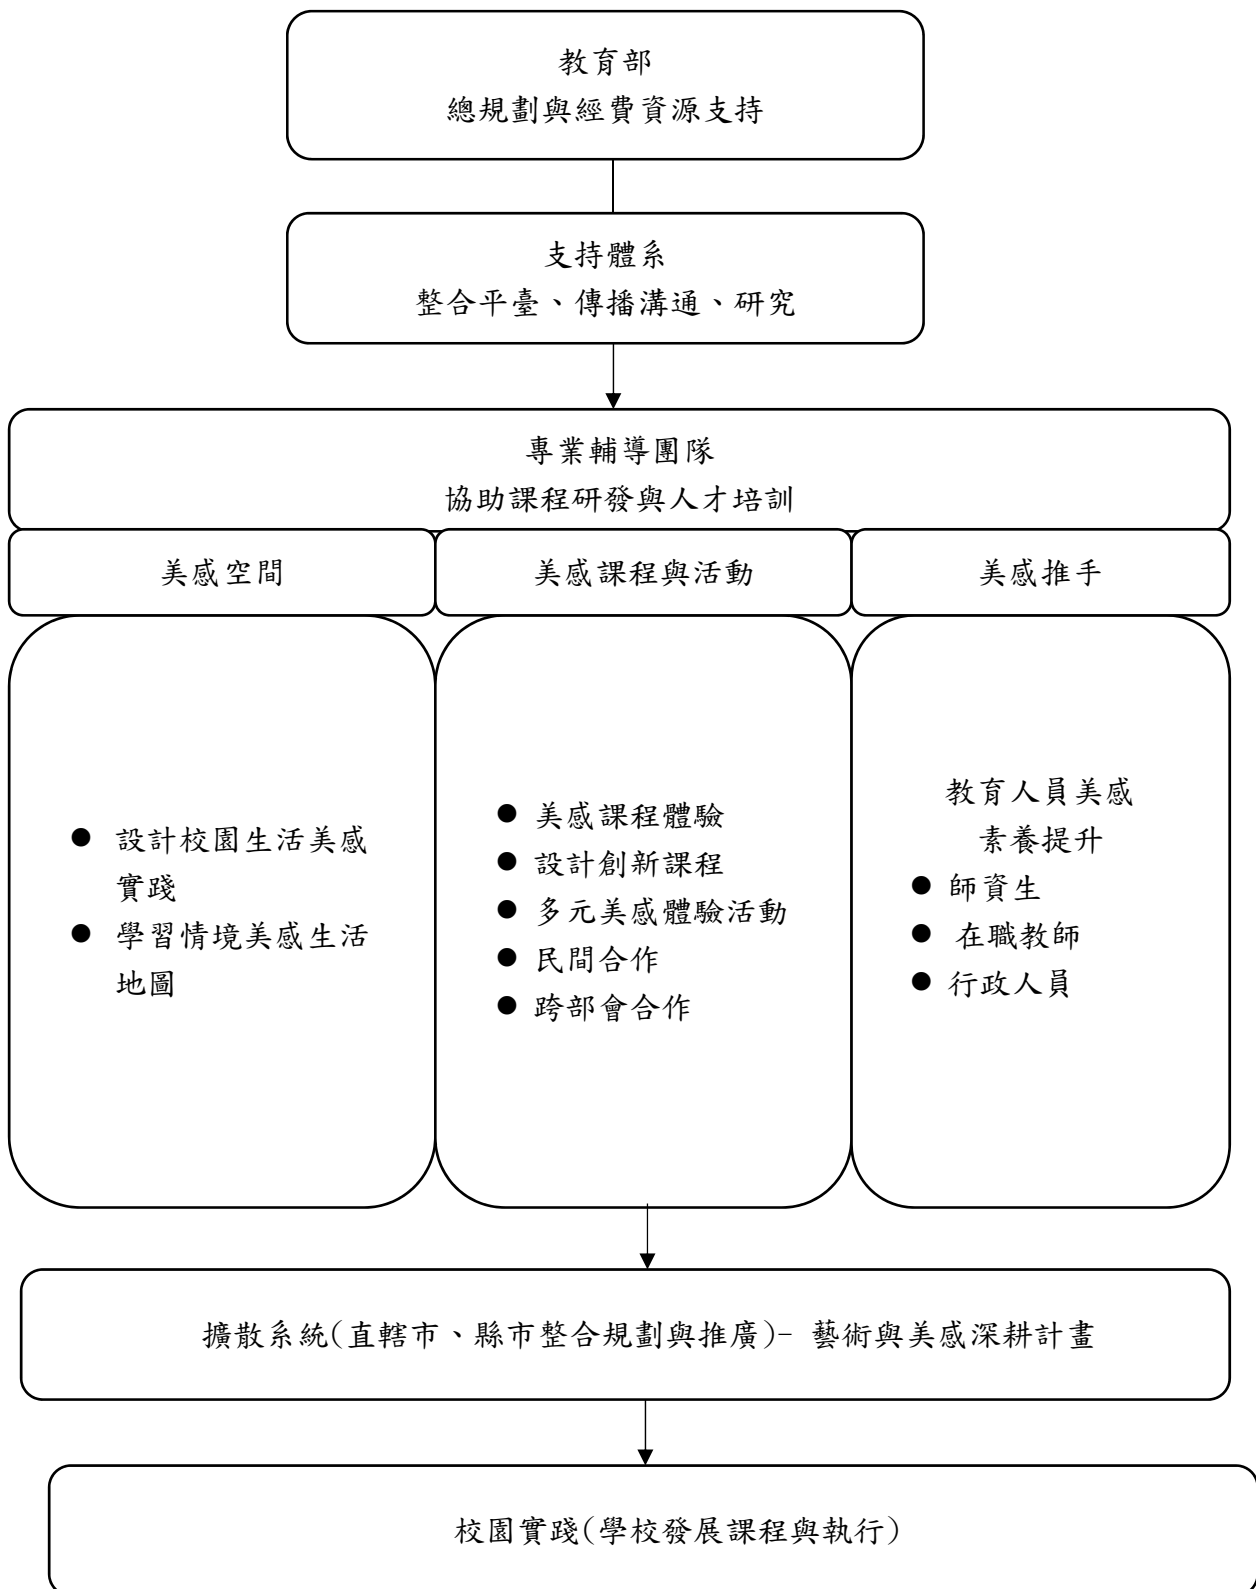 教育部
總規劃與經費資源支持
支持體系
整合平臺、傳播溝通、研究
專業輔導團隊
協助課程研發與人才培訓
美感空間
美感課程與活動
美感推手
● 設計校園生活美感
實踐
● 學習情境美感生活
地圖
● 美感課程體驗
● 設計創新課程
● 多元美感體驗活動
● 民間合作
● 跨部會合作
教育人員美感
素養提升
● 師資生
● 在職教師
● 行政人員
擴散系統(直轄市、縣市整合規劃與推廣)- 藝術與美感深耕計畫
校園實踐(學校發展課程與執行)